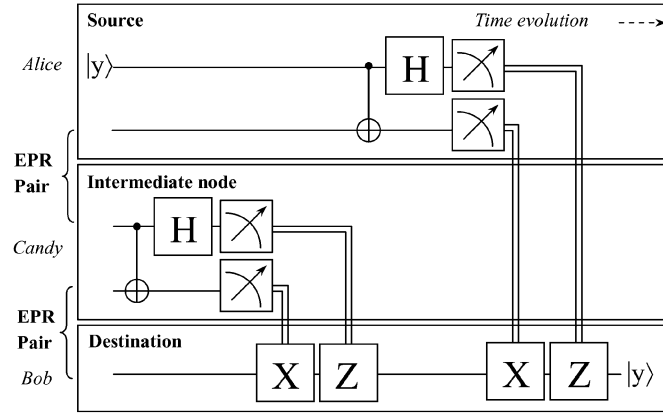 Source
Time evolution
Alice
|y⟩
H
EPR
Pair
Intermediate node
H
Candy
EPR
Pair
Destination
Bob
X
Z
X
Z
|y⟩